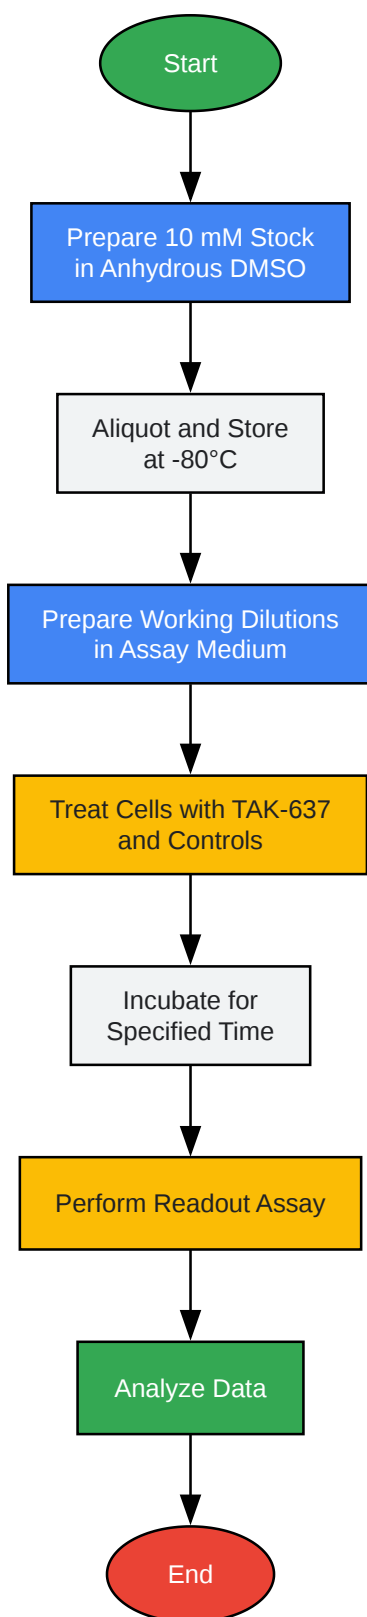 Start
Prepare 10 mM Stock
in Anhydrous DMSO
Aliquot and Store
at -80°C
Prepare Working Dilutions
in Assay Medium
Treat Cells with TAK-637
and Controls
Incubate for
Specified Time
Perform Readout Assay
Analyze Data
End